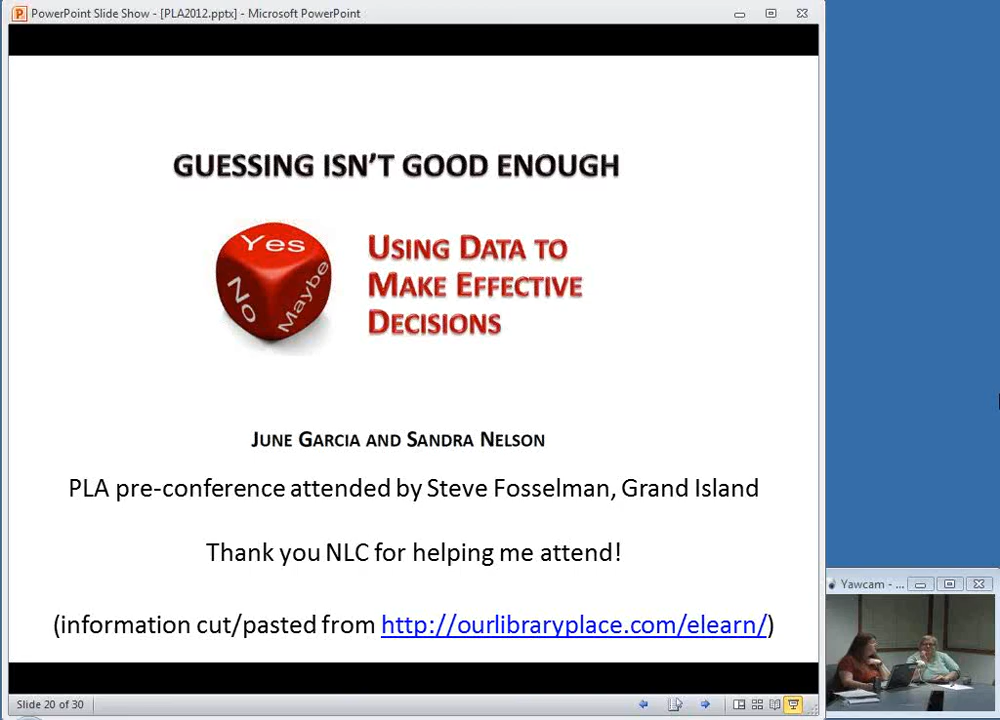 PowerPoint Slide Show - [PLA2012.pptx] - Microsoft PowerPoint
GUESSING ISN'T GOOD ENOUGH
Yes
No
Maybe
USING DATA TO
MAKE EFFECTIVE
DECISIONS
JUNE GARCIA AND SANDRA NELSON
PLA pre-conference attended by Steve Fosselman, Grand Island
Thank you NLC for helping me attend!
(information cut/pasted from http://ourlibraryplace.com/elearn/)
Yawcam - ...
Slide 20 of 30